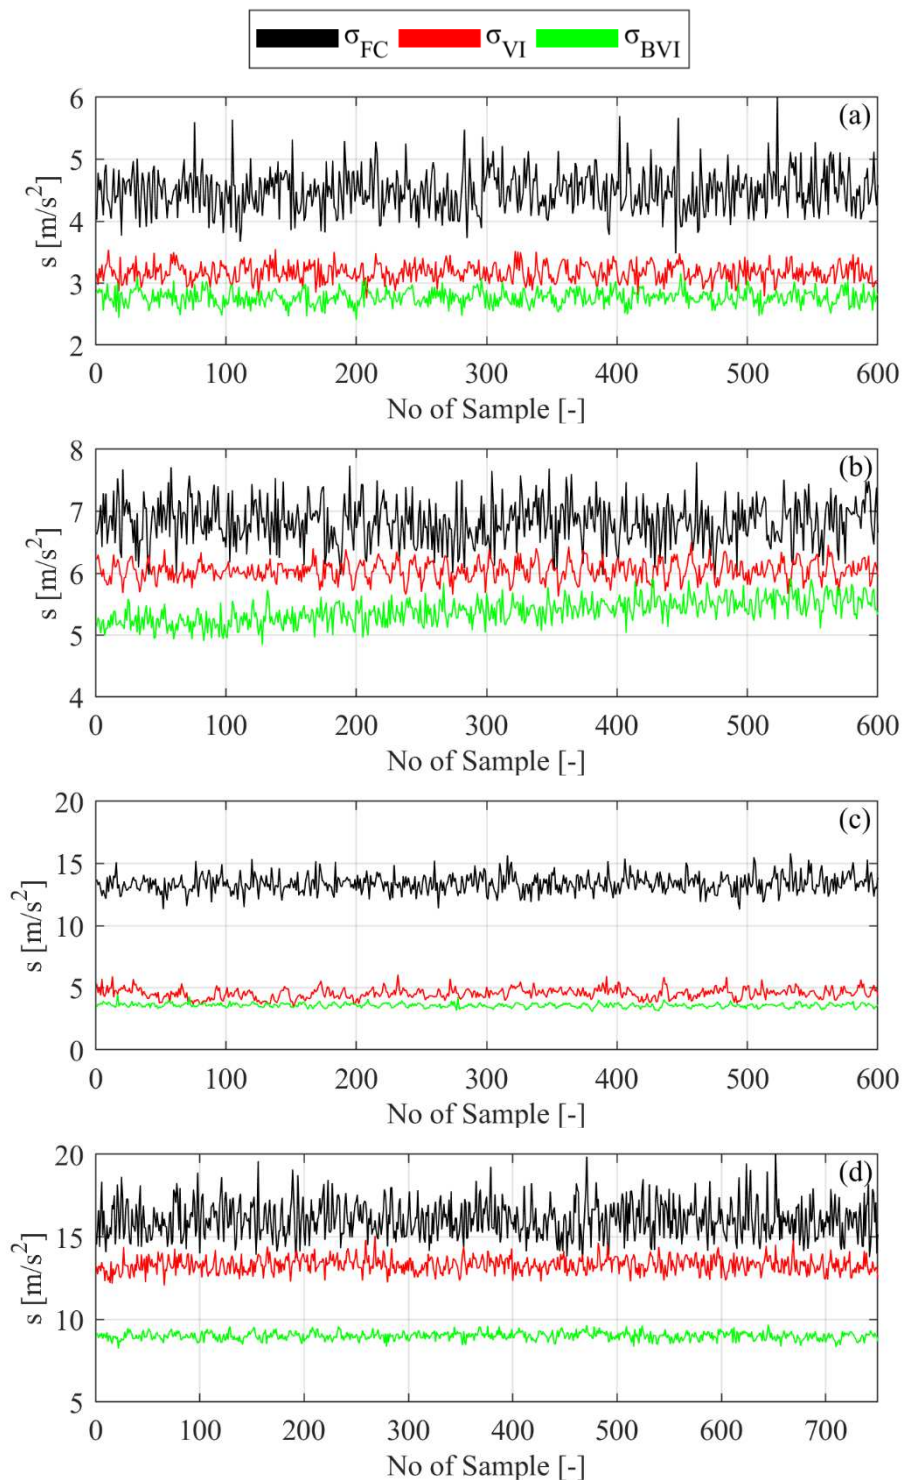 σFC σVI σBVI
(a)
6
5
4
3
2
s [m/s2]
0 100 200 300 400 500 600
No of Sample [-]
(b)
8
7
6
5
4
s [m/s2]
0 100 200 300 400 500 600
No of Sample [-]
(c)
20
15
10
5
0
s [m/s2]
0 100 200 300 400 500 600
No of Sample [-]
(d)
20
15
10
5
s [m/s2]
0 100 200 300 400 500 600 700
No of Sample [-]